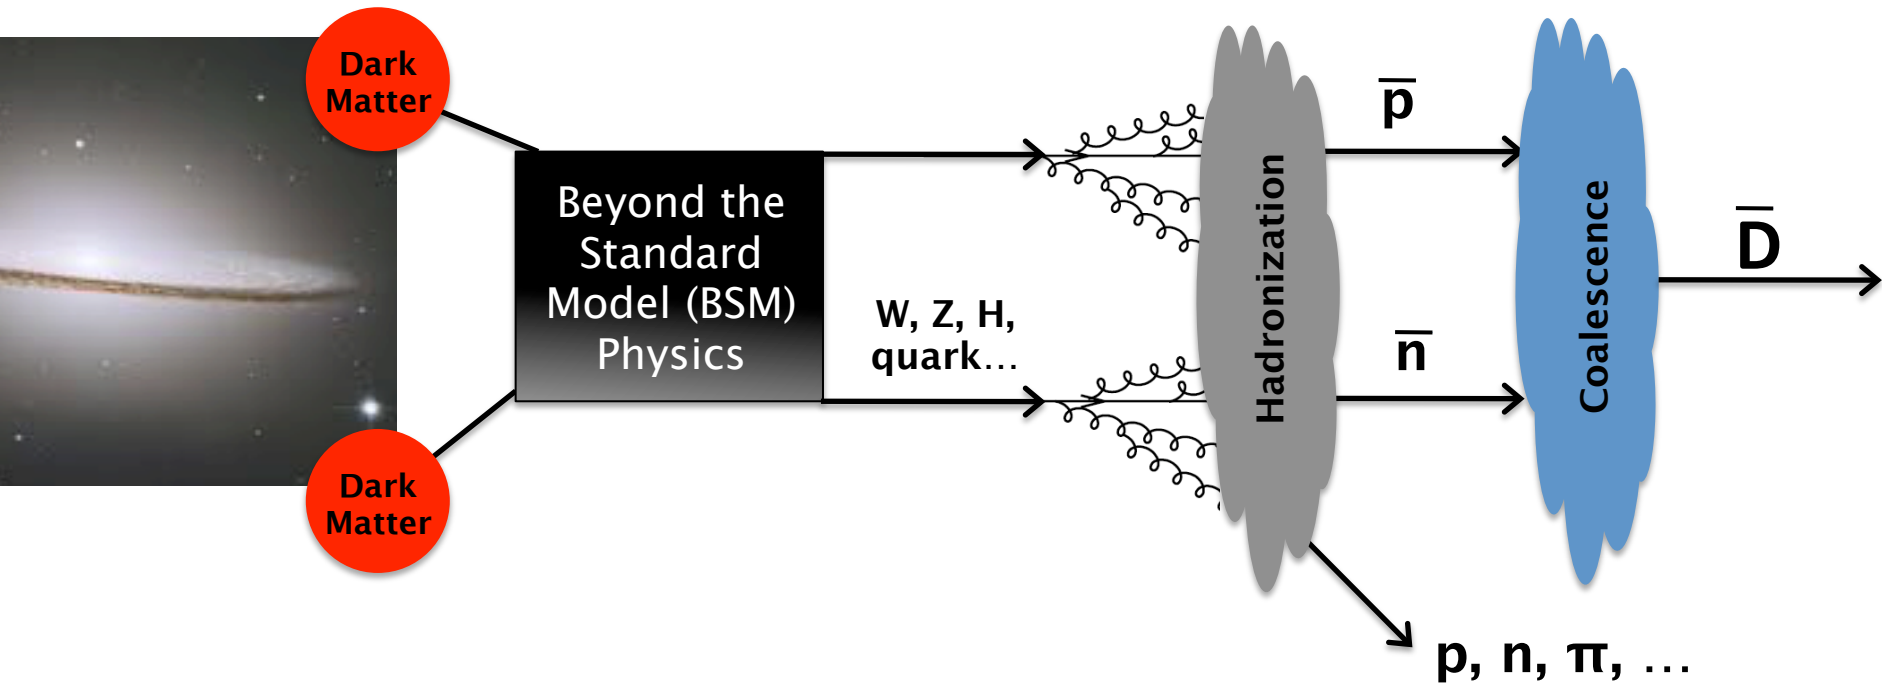 Dark
Matter
Beyond the
Standard
Model (BSM)
Physics
Dark
Matter
W, Z, H,
quark...
Hadronization
p̅
n̅
Coalescence
D̅
p, n, π, ...